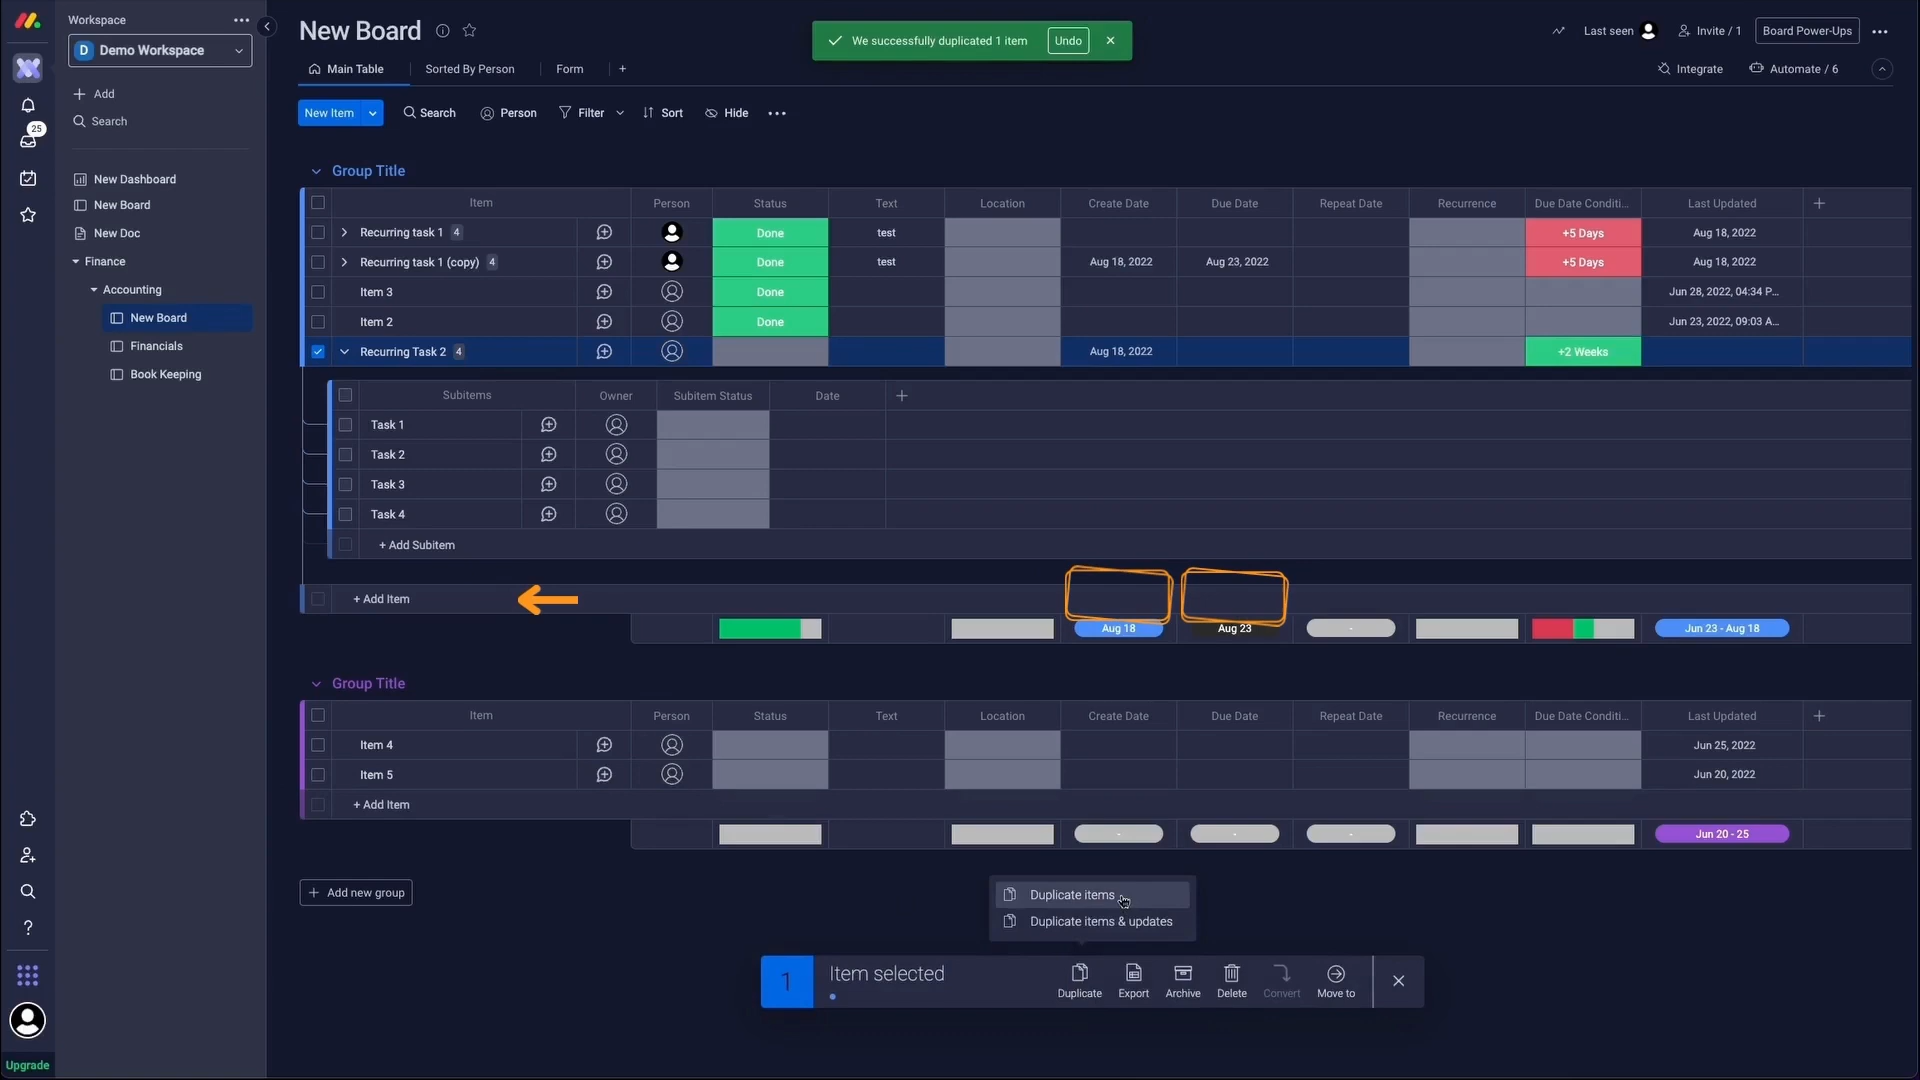 Workspace
D Demo Workspace
Add
Search
New Dashboard
New Board
New Doc
Finance
Accounting
New Board
Financials
Book Keeping
25
Upgrade
New Board
We successfully duplicated 1 item Undo
Last seen Invite / 1 Board Power-Ups
Main Table Sorted By Person Form +
Integrate Automate / 6
New Item Search Person Filter Sort Hide
Group Title
Item Person Status Text Location Create Date Due Date Repeat Date Recurrence Due Date Conditi... Last Updated +
Recurring task 1 4 Done test +5 Days Aug 18, 2022
Recurring task 1 (copy) 4 Done test Aug 18, 2022 Aug 23, 2022 +5 Days Aug 18, 2022
Item 3 Done Jun 28, 2022, 04:34 P...
Item 2 Done Jun 23, 2022, 09:03 A...
Recurring Task 2 4 Aug 18, 2022 +2 Weeks
Subitems Owner Subitem Status Date +
Task 1
Task 2
Task 3
Task 4
+ Add Subitem
+ Add Item
Aug 18 Aug 23 - Jun 23 - Aug 18
Group Title
Item Person Status Text Location Create Date Due Date Repeat Date Recurrence Due Date Conditi... Last Updated +
Item 4 Jun 25, 2022
Item 5 Jun 20, 2022
+ Add Item
- - - Jun 20 - 25
+ Add new group
Duplicate items
Duplicate items & updates
1 Item selected Duplicate Export Archive Delete Convert Move to